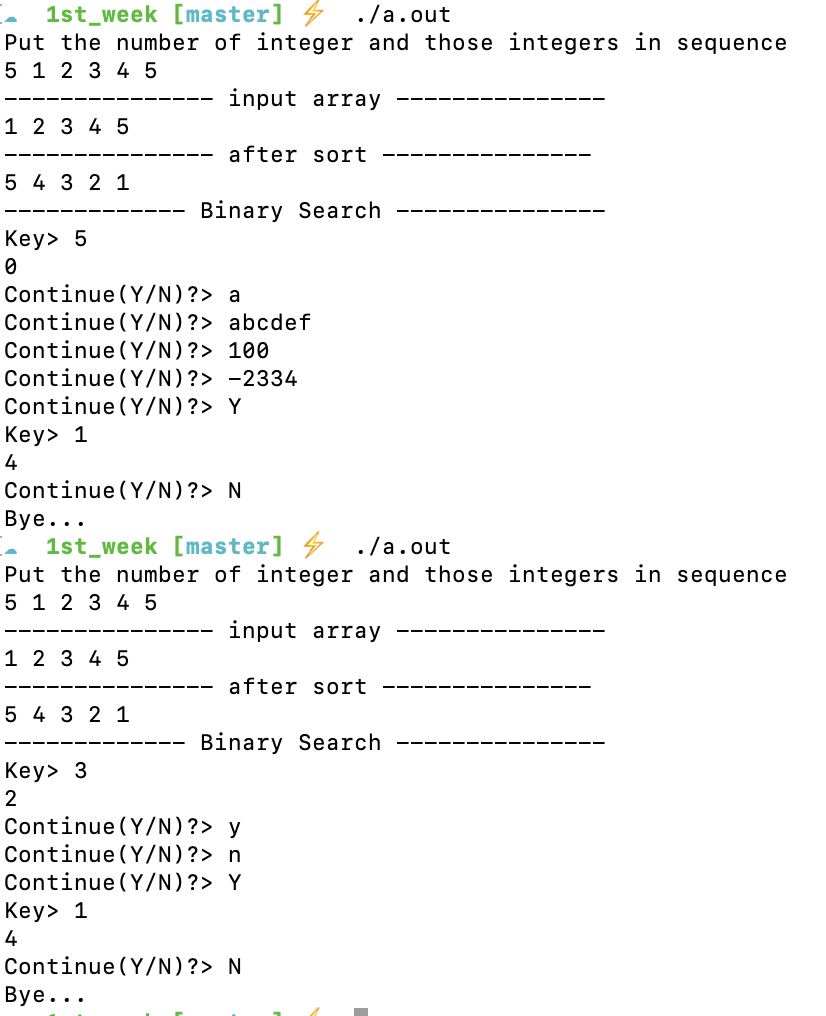 1st_week [master] ⚡ ./a.out
Put the number of integer and those integers in sequence
5 1 2 3 4 5
--------------- input array ---------------
1 2 3 4 5
--------------- after sort ---------------
5 4 3 2 1
------------- Binary Search ---------------
Key> 5
0
Continue(Y/N)?> a
Continue(Y/N)?> abcdef
Continue(Y/N)?> 100
Continue(Y/N)?> -2334
Continue(Y/N)?> Y
Key> 1
4
Continue(Y/N)?> N
Bye...
1st_week [master] ⚡ ./a.out
Put the number of integer and those integers in sequence
5 1 2 3 4 5
--------------- input array ---------------
1 2 3 4 5
--------------- after sort ---------------
5 4 3 2 1
------------- Binary Search ---------------
Key> 3
2
Continue(Y/N)?> y
Continue(Y/N)?> n
Continue(Y/N)?> Y
Key> 1
4
Continue(Y/N)?> N
Bye...